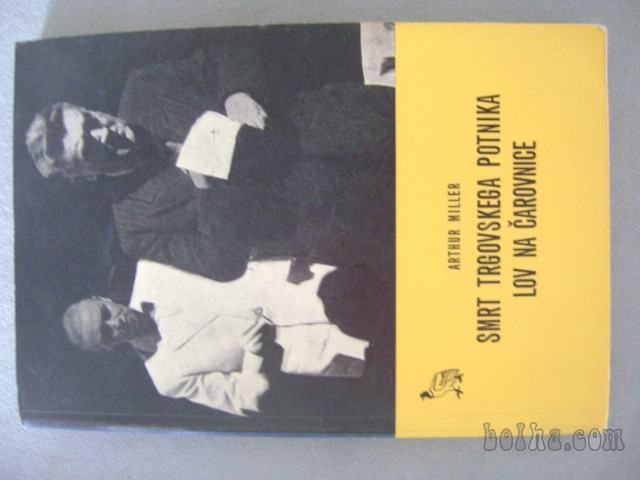 ARTHUR MILLER
SMRT TRGOVSKEGA POTNIKA
LOV NA ČAROVNICE
bolha.com